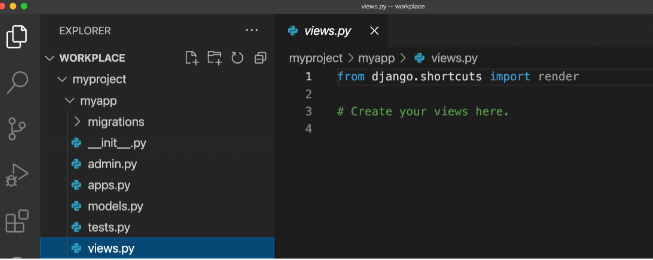 views.py — workplace
EXPLORER
WORKPLACE
myproject
myapp
migrations
__init__.py
admin.py
apps.py
models.py
tests.py
views.py
views.py
myproject > myapp > views.py
1 from django.shortcuts import render
2
3 # Create your views here.
4